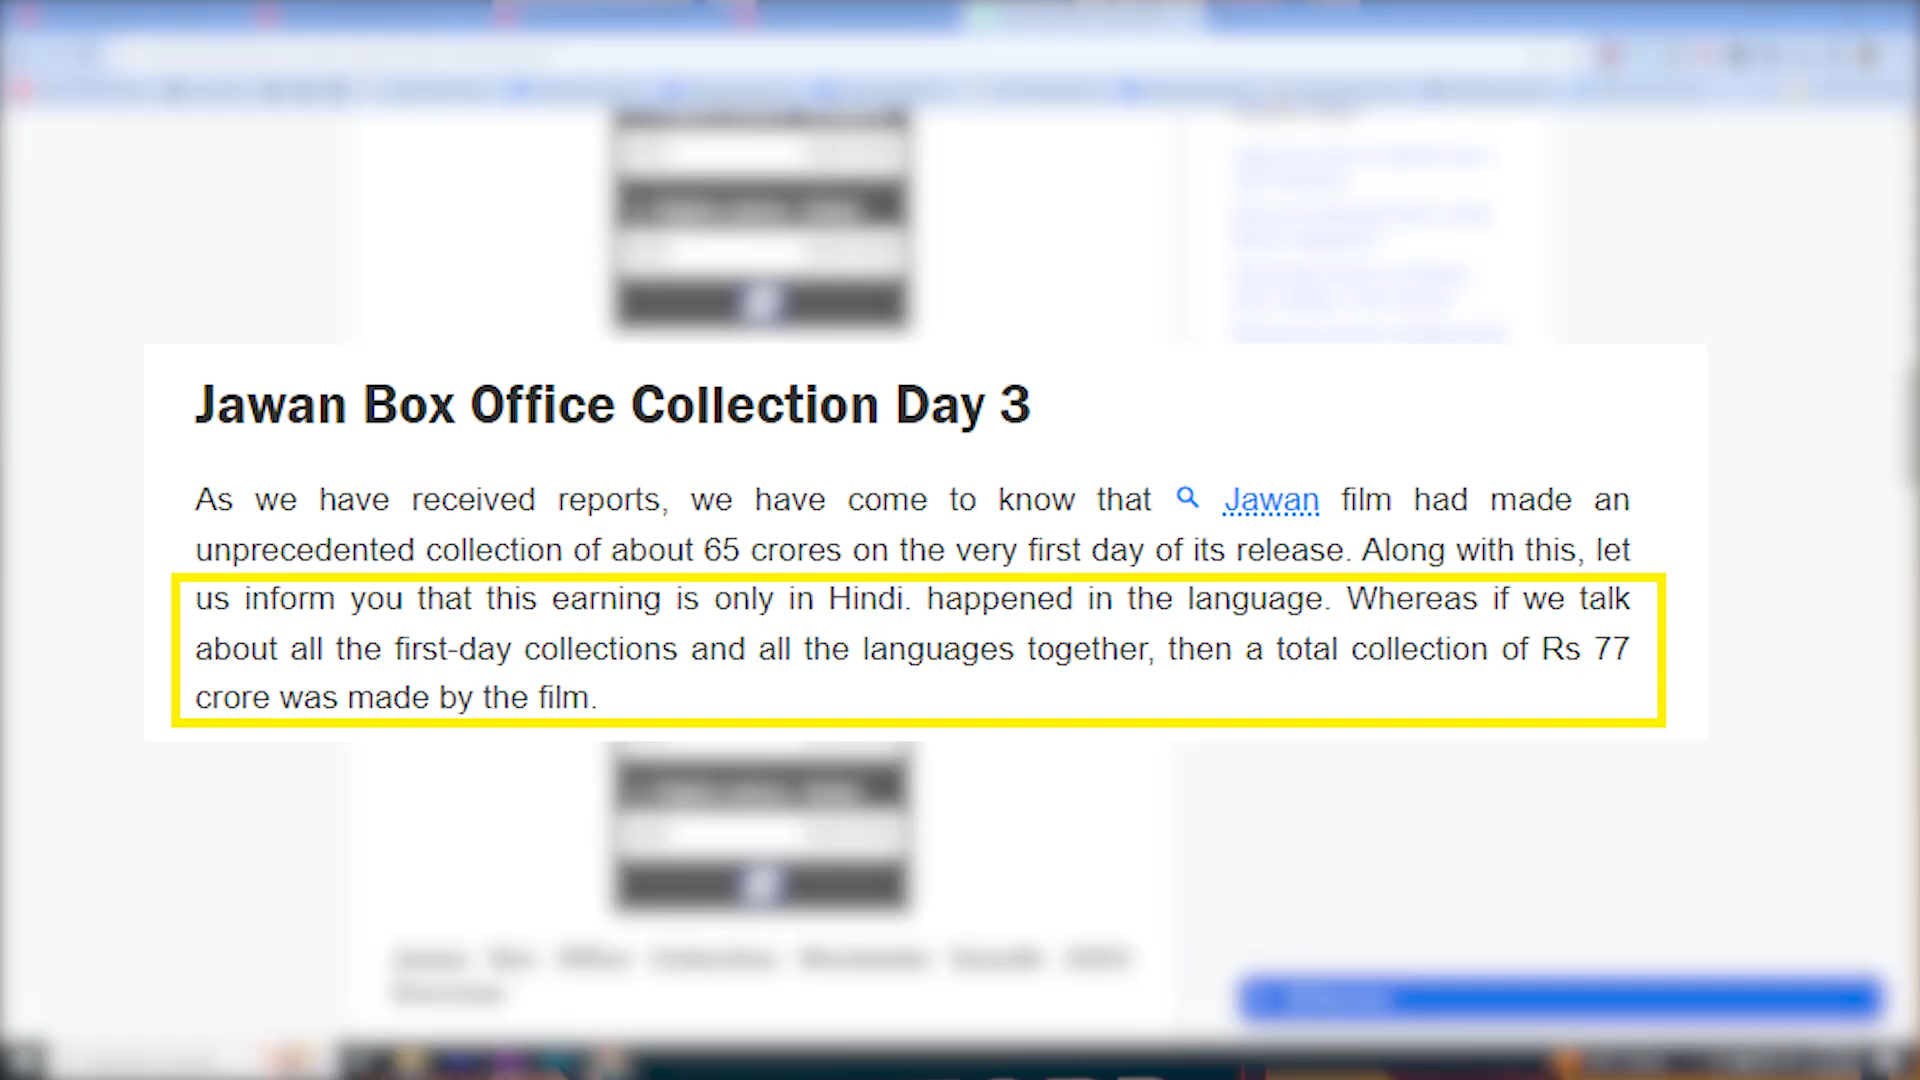 Jawan Box Office Collection Day 3
As we have received reports, we have come to know that Jawan film had made an
unprecedented collection of about 65 crores on the very first day of its release. Along with this, let
us inform you that this earning is only in Hindi. happened in the language. Whereas if we talk
about all the first-day collections and all the languages together, then a total collection of Rs 77
crore was made by the film.